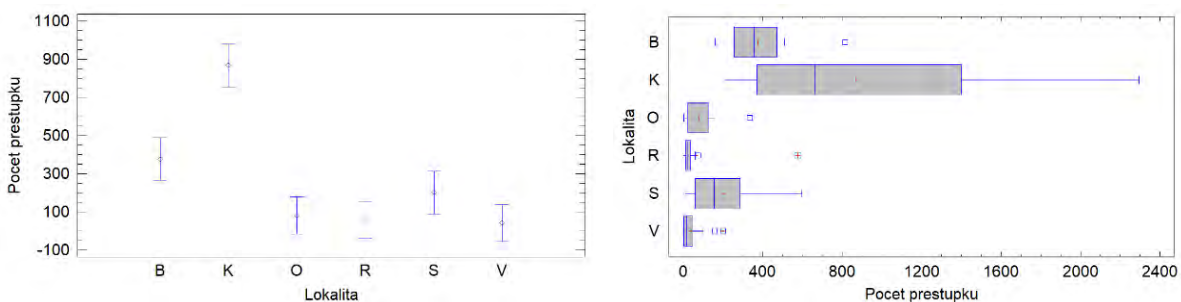 1100
900
700
500
300
100
-100
Pocet prestupku
B K O R S V
Lokalita
B
K
O
R
S
V
Lokalita
0 400 800 1200 1600 2000 2400
Pocet prestupku